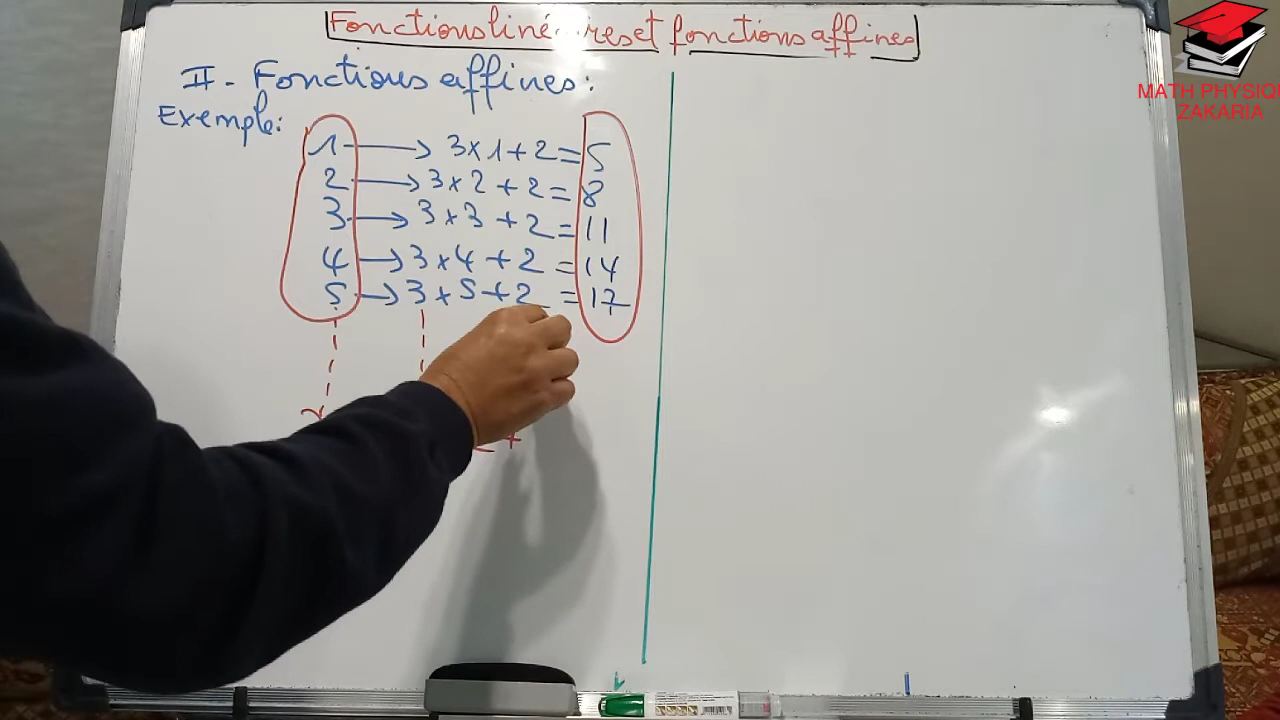 Fonctions linéaires et fonctions affines
MATH PHYSIQU
ZAKARIA
II - Fonctions affines:
Exemple:
1 → 3 × 1 + 2 = 5
2 → 3 × 2 + 2 = 8
3 → 3 × 3 + 2 = 11
4 → 3 × 4 + 2 = 14
5 → 3 × 5 + 2 = 17
x
+